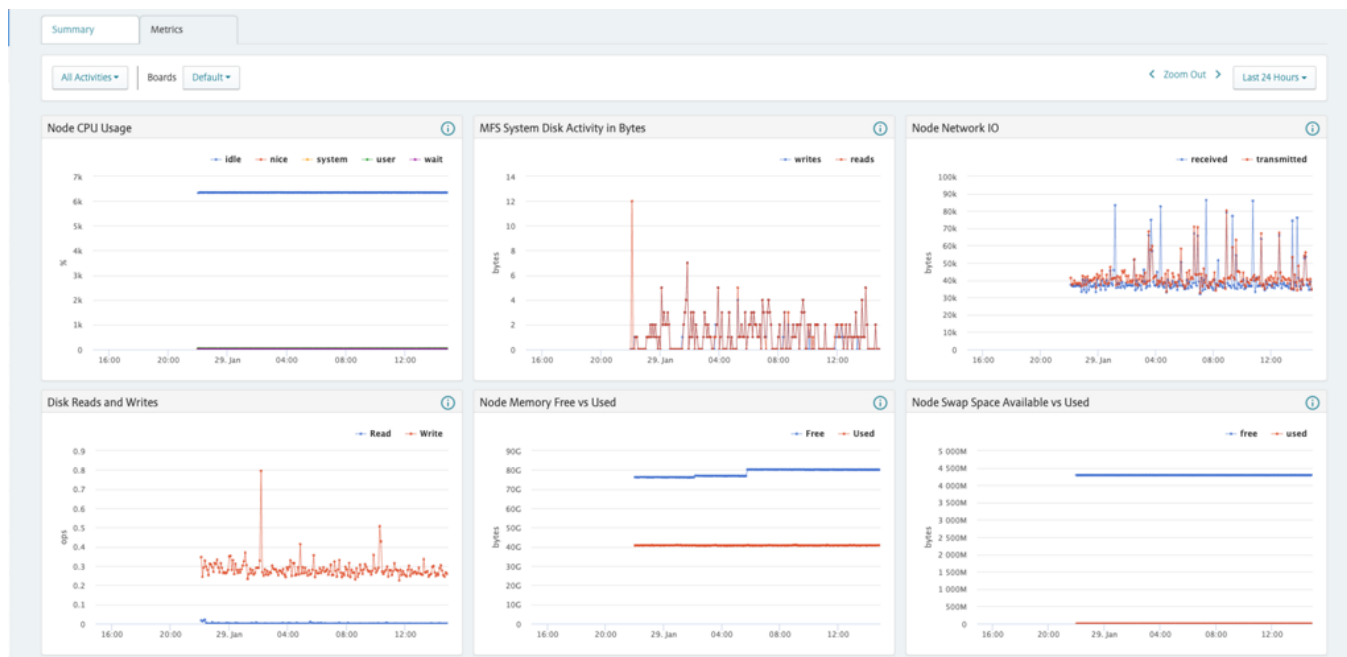 Summary Metrics
All Activities Boards Default Zoom Out Last 24 Hours
Node CPU Usage
idle nice system user wait
7k
6k
5k
4k
3k
2k
1k
0
%
16:00 20:00 29. Jan 04:00 08:00 12:00
MFS System Disk Activity in Bytes
writes reads
14
12
10
8
6
4
2
0
bytes
16:00 20:00 29. Jan 04:00 08:00 12:00
Node Network IO
received transmitted
100k
90k
80k
70k
60k
50k
40k
30k
20k
10k
0
bytes
16:00 20:00 29. Jan 04:00 08:00 12:00
Disk Reads and Writes
Read Write
0.9
0.8
0.7
0.6
0.5
0.4
0.3
0.2
0.1
0
ops
16:00 20:00 29. Jan 04:00 08:00 12:00
Node Memory Free vs Used
Free Used
90G
80G
70G
60G
50G
40G
30G
20G
10G
0
bytes
16:00 20:00 29. Jan 04:00 08:00 12:00
Node Swap Space Available vs Used
free used
5 000M
4 500M
4 000M
3 500M
3 000M
2 500M
2 000M
1 500M
1 000M
500M
0
bytes
16:00 20:00 29. Jan 04:00 08:00 12:00